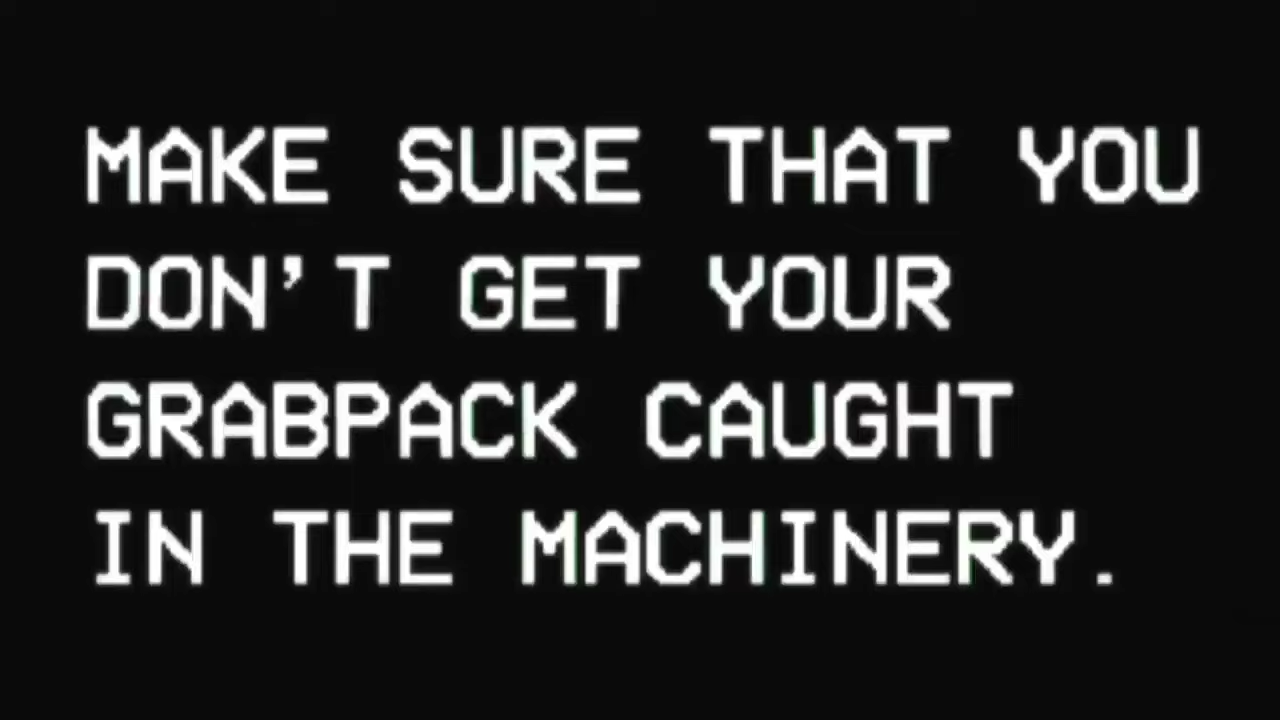 MAKE SURE THAT YOU
DON'T GET YOUR
GRABPACK CAUGHT
IN THE MACHINERY.